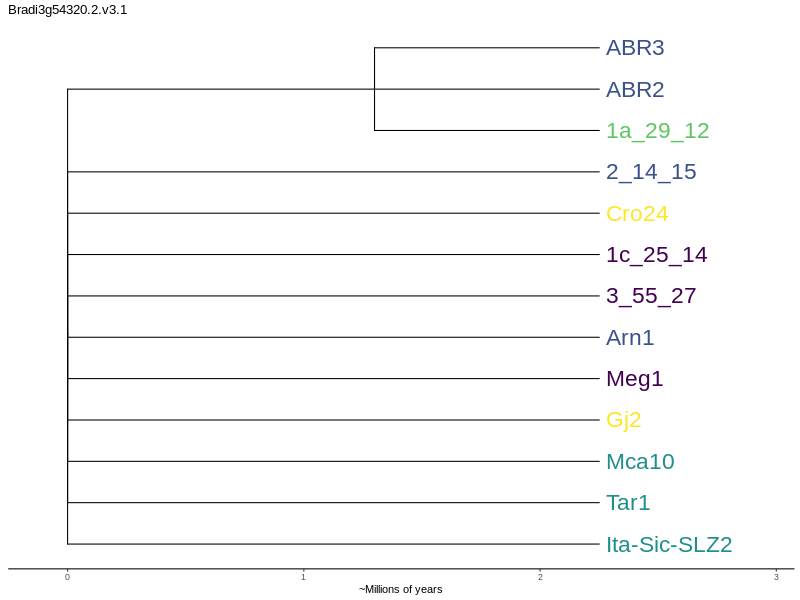 Bradi3g54320.2.v3.1
ABR3
ABR2
1a_29_12
2_14_15
Cro24
1c_25_14
3_55_27
Arn1
Meg1
Gj2
Mca10
Tar1
Ita-Sic-SLZ2
0 1 2 3
~Millions of years